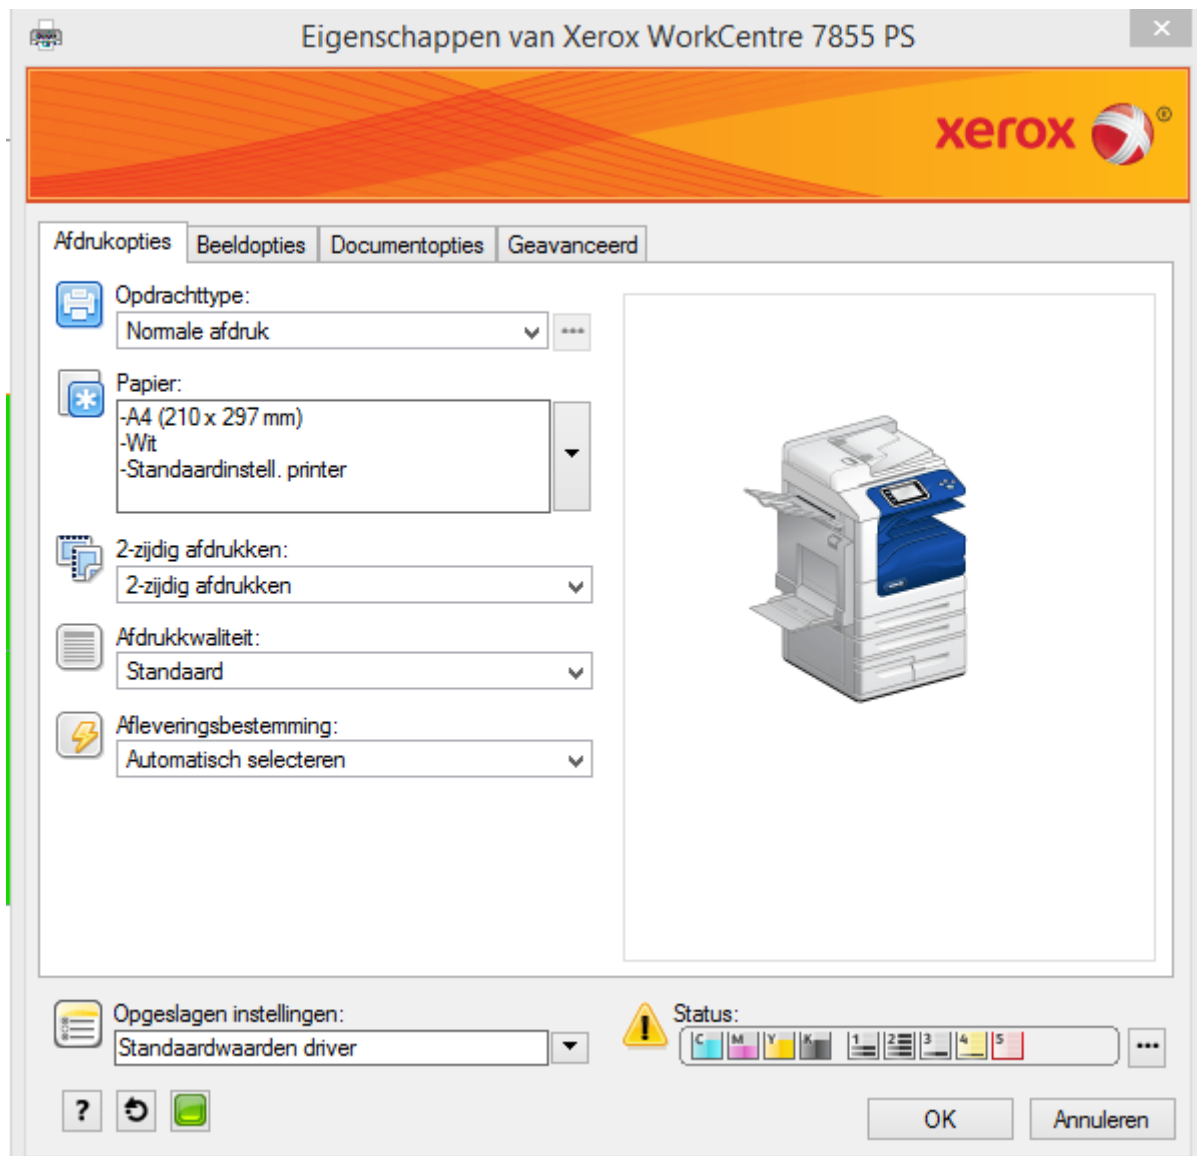 Eigenschappen van Xerox WorkCentre 7855 PS
xerox ®
Afdrukopties Beeldopties Documentopties Geavanceerd
Opdrachttype:
Normale afdruk
Papier:
-A4 (210 x 297 mm)
-Wit
-Standaardinstell. printer
2-zijdig afdrukken:
2-zijdig afdrukken
Afdrukkwaliteit:
Standaard
Afleveringsbestemming:
Automatisch selecteren
Opgeslagen instellingen:
Standaardwaarden driver
Status:
C M Y K 1 2 3 4 5
?
OK Annuleren